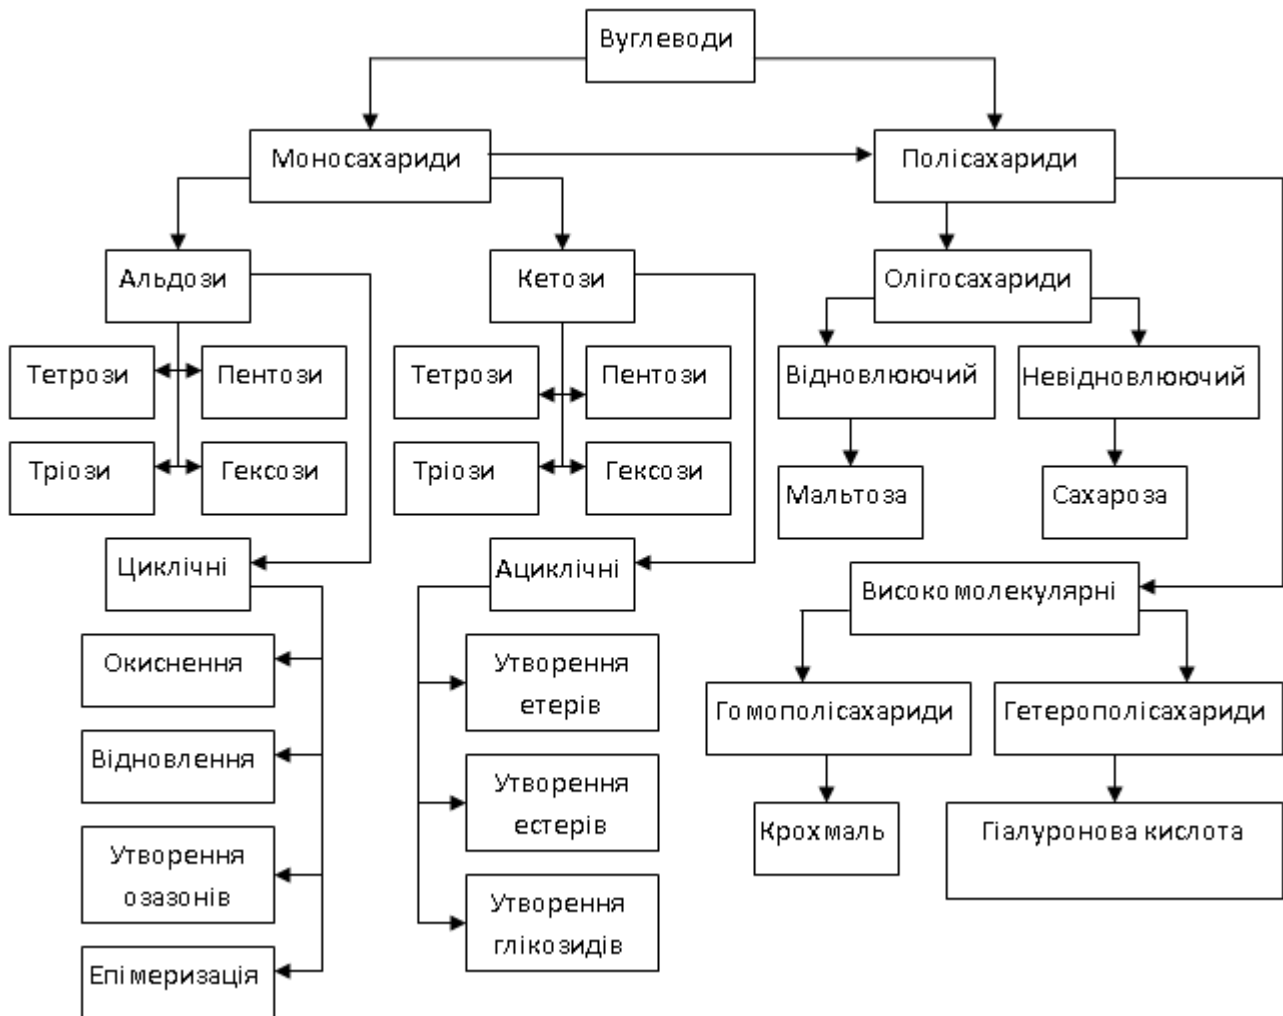 Вуглеводи
Моносахариди
Полісахариди
Альдози
Кетози
Олігосахариди
Тетрози
Пентози
Тетрози
Пентози
Відновлюючий
Невідновлюючий
Тріози
Гексози
Тріози
Гексози
Мальтоза
Сахароза
Циклічні
Ациклічні
Високомолекулярні
Окиснення
Утворення
етерів
Гомополісахариди
Гетерополісахариди
Відновлення
Утворення
естерів
Крохмаль
Гіалуронова кислота
Утворення
озазонів
Утворення
глікозидів
Епімеризація